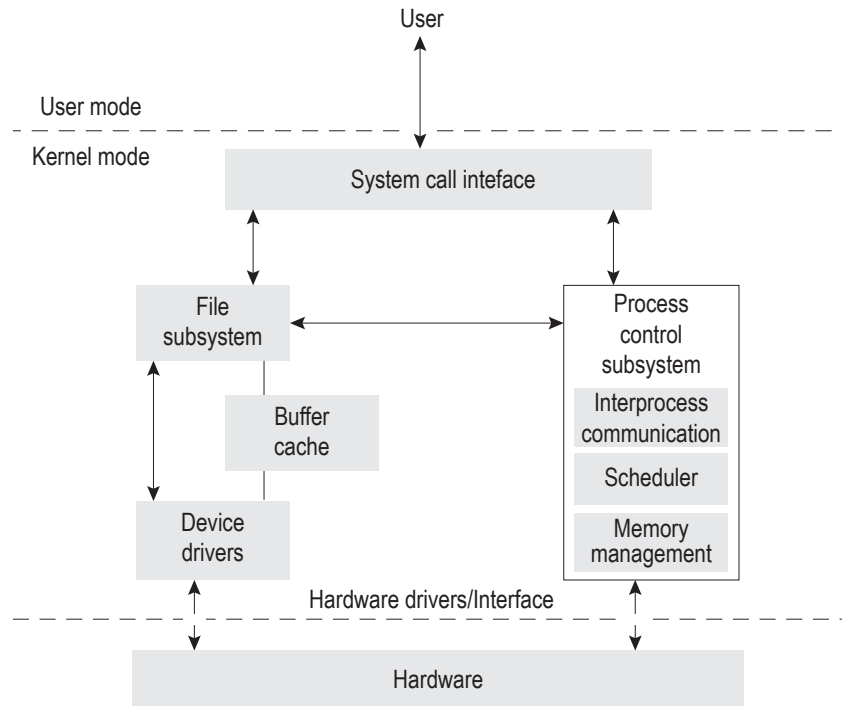 User
User mode
Kernel mode
System call inteface
File
subsystem
Process
control
subsystem
Buffer
cache
Interprocess
communication
Scheduler
Device
drivers
Memory
management
Hardware drivers/Interface
Hardware